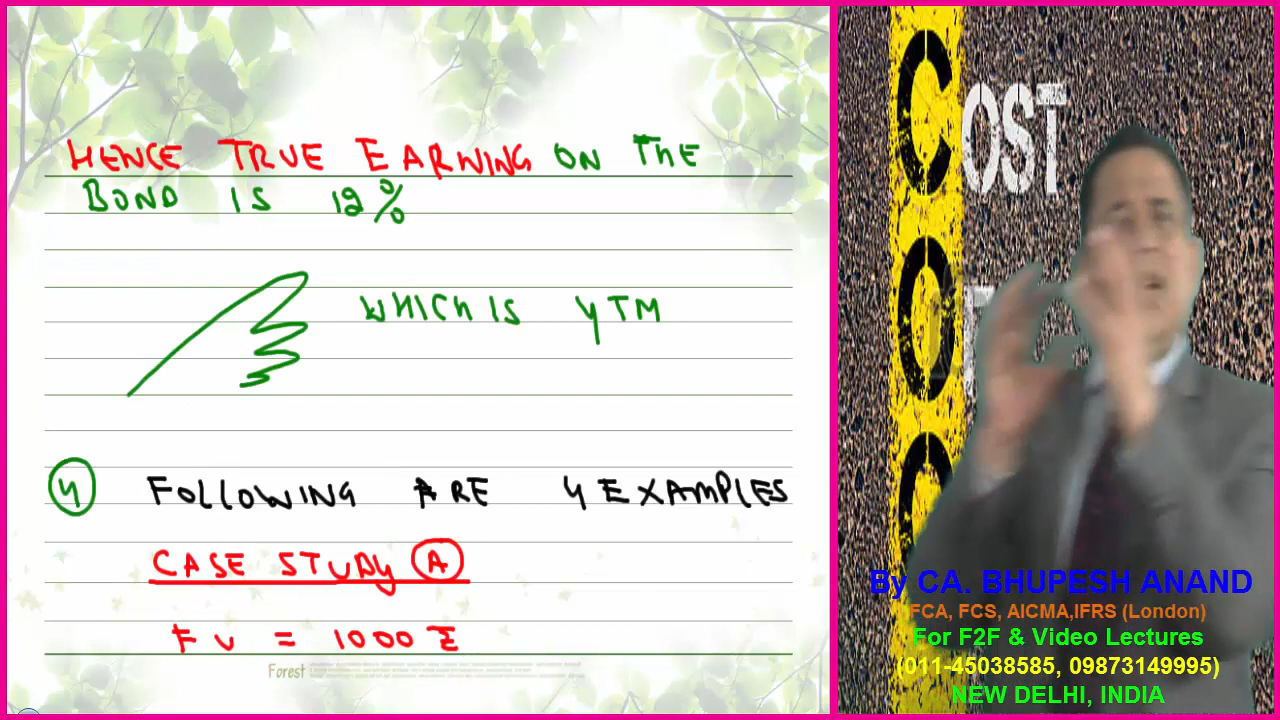 HENCE TRUE EARNING ON THE
BOND IS 12%
WHICH IS YTM
4 FOLLOWING ARE 4 EXAMPLES
CASE STUDY A
FV = 1000 ₹
Forest
COST
OF
By CA. BHUPESH ANAND
FCA, FCS, AICMA,IFRS (London)
For F2F & Video Lectures
(011-45038585, 09873149995)
NEW DELHI, INDIA